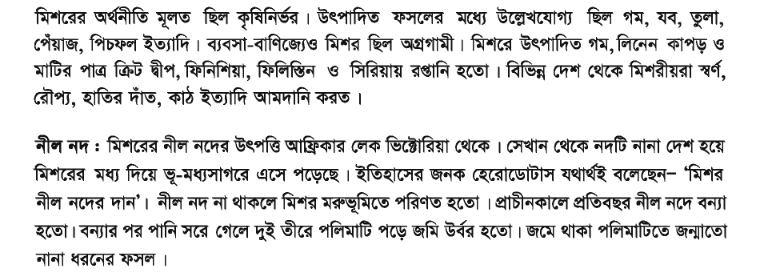 মিশরের অর্থনীতি মূলত ছিল কৃষিনির্ভর। উৎপাদিত ফসলের মধ্যে উল্লেখযোগ্য ছিল গম, যব, তুলা,
পেঁয়াজ, পিচফল ইত্যাদি। ব্যবসা-বাণিজ্যেও মিশর ছিল অগ্রগামী। মিশরে উৎপাদিত গম, লিনেন কাপড় ও
মাটির পাত্র ক্রিট দ্বীপ, ফিনিশিয়া, ফিলিস্তিন ও সিরিয়ায় রপ্তানি হতো। বিভিন্ন দেশ থেকে মিশরীয়রা স্বর্ণ,
রৌপ্য, হাতির দাঁত, কাঠ ইত্যাদি আমদানি করত।
নীল নদ : মিশরের নীল নদের উৎপত্তি আফ্রিকার লেক ভিক্টোরিয়া থেকে। সেখান থেকে নদটি নানা দেশ হয়ে
মিশরের মধ্য দিয়ে ভূ-মধ্যসাগরে এসে পড়েছে। ইতিহাসের জনক হেরোডোটাস যথার্থই বলেছেন– ‘মিশর
নীল নদের দান’। নীল নদ না থাকলে মিশর মরুভূমিতে পরিণত হতো। প্রাচীনকালে প্রতিবছর নীল নদে বন্যা
হতো। বন্যার পর পানি সরে গেলে দুই তীরে পলিমাটি পড়ে জমি উর্বর হতো। জমে থাকা পলিমাটিতে জন্মাতো
নানা ধরনের ফসল।